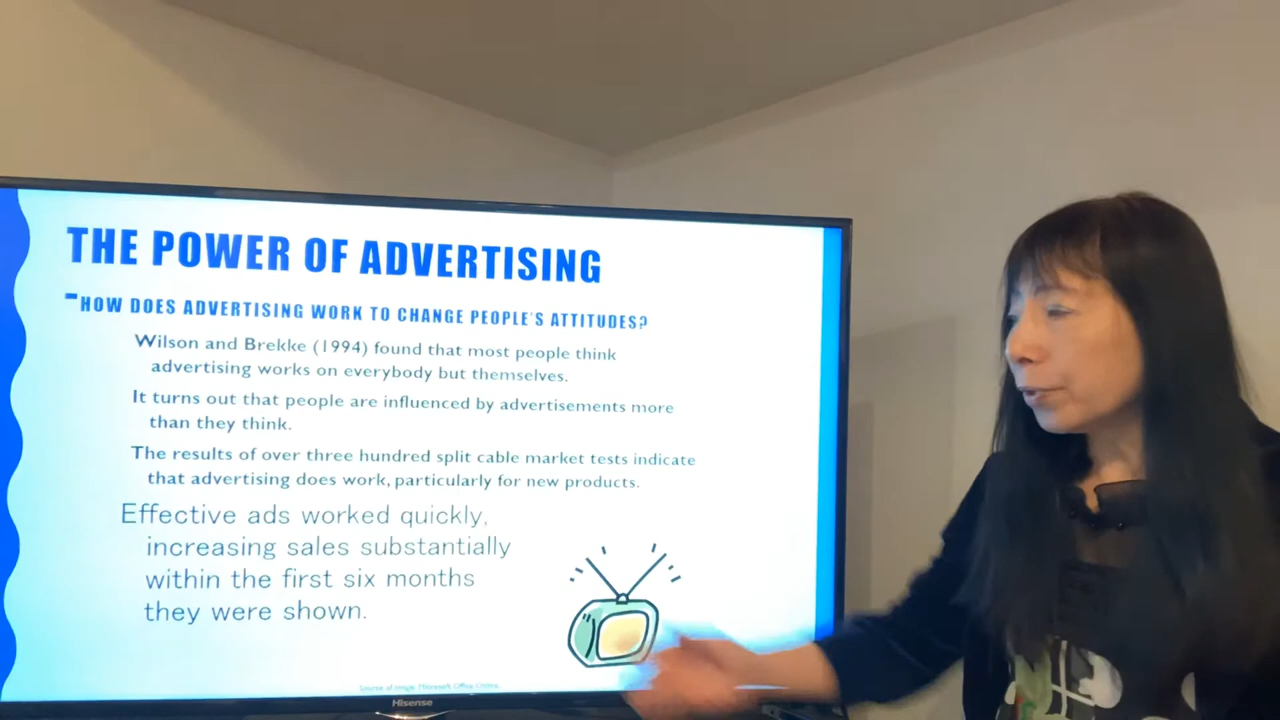 THE POWER OF ADVERTISING
-HOW DOES ADVERTISING WORK TO CHANGE PEOPLE'S ATTITUDES?
Wilson and Brekke (1994) found that most people think
advertising works on everybody but themselves.
It turns out that people are influenced by advertisements more
than they think.
The results of over three hundred split cable market tests indicate
that advertising does work, particularly for new products.
Effective ads worked quickly,
increasing sales substantially
within the first six months
they were shown.
Source of image: Microsoft Office Online.
Hisense